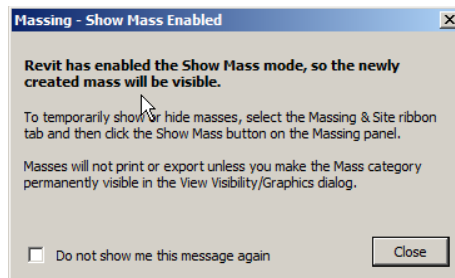 Massing - Show Mass Enabled
Revit has enabled the Show Mass mode, so the newly
created mass will be visible.
To temporarily show or hide masses, select the Massing & Site ribbon
tab and then click the Show Mass button on the Massing panel.
Masses will not print or export unless you make the Mass category
permanently visible in the View Visibility/Graphics dialog.
Do not show me this message again
Close